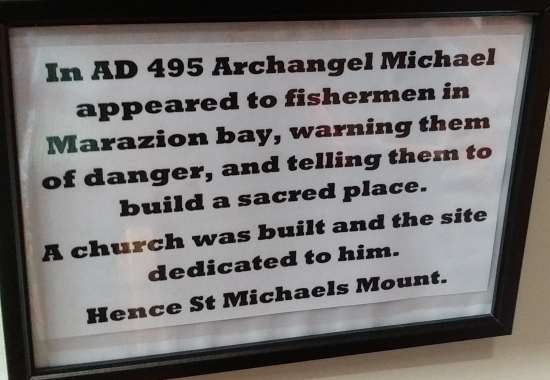 In AD 495 Archangel Michael
appeared to fishermen in
Marazion bay, warning them
of danger, and telling them to
build a sacred place.
A church was built and the site
dedicated to him.
Hence St Michaels Mount.